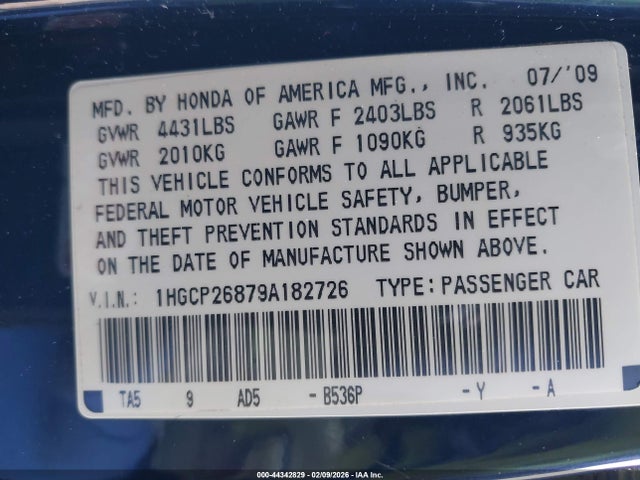 MFD. BY HONDA OF AMERICA MFG., INC. 07/'09
GVWR 4431LBS GAWR F 2403LBS R 2061LBS
GVWR 2010KG GAWR F 1090KG R 935KG
THIS VEHICLE CONFORMS TO ALL APPLICABLE
FEDERAL MOTOR VEHICLE SAFETY, BUMPER,
AND THEFT PREVENTION STANDARDS IN EFFECT
ON THE DATE OF MANUFACTURE SHOWN ABOVE.
V.I.N.: 1HGCP26879A182726 TYPE: PASSENGER CAR
TA5 9 AD5 - B536P - Y - A
000-44342829 - 02/09/2026 - IAA Inc.